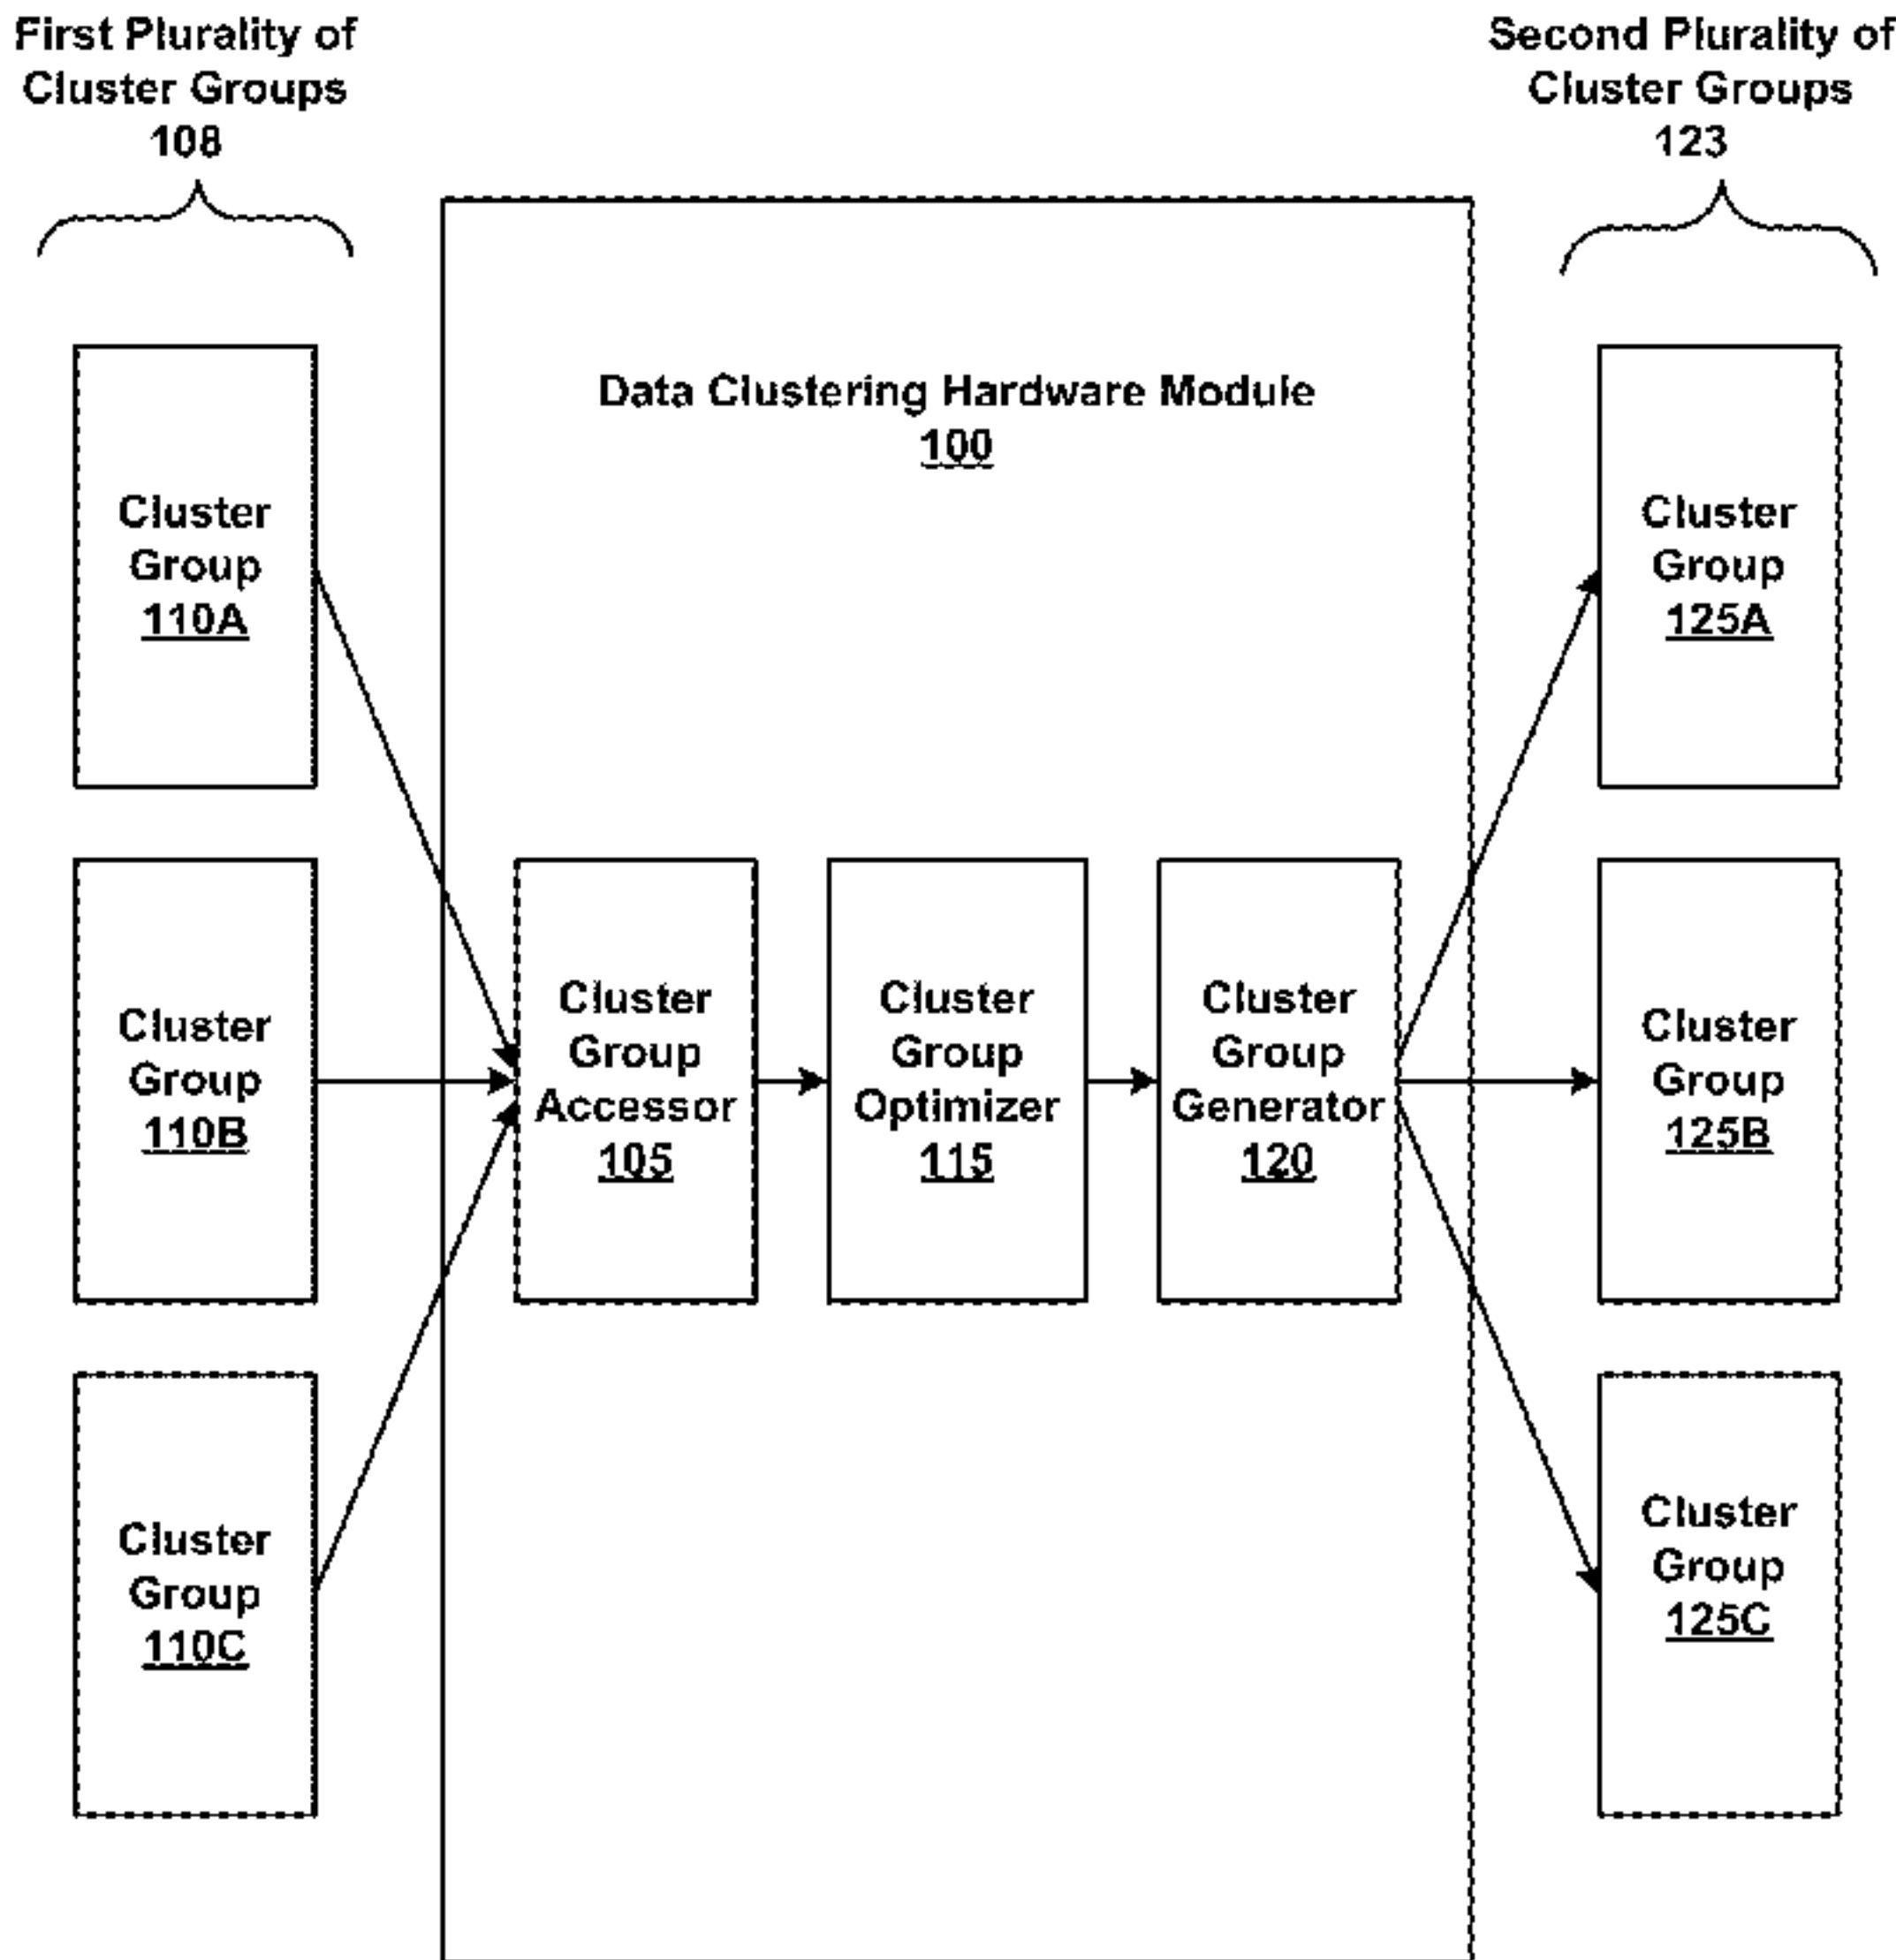 First Plurality of
Cluster Groups
108
Second Plurality of
Cluster Groups
123
Data Clustering Hardware Module
100
Cluster
Group
110A
Cluster
Group
110B
Cluster
Group
110C
Cluster
Group
Accessor
105
Cluster
Group
Optimizer
115
Cluster
Group
Generator
120
Cluster
Group
125A
Cluster
Group
125B
Cluster
Group
125C